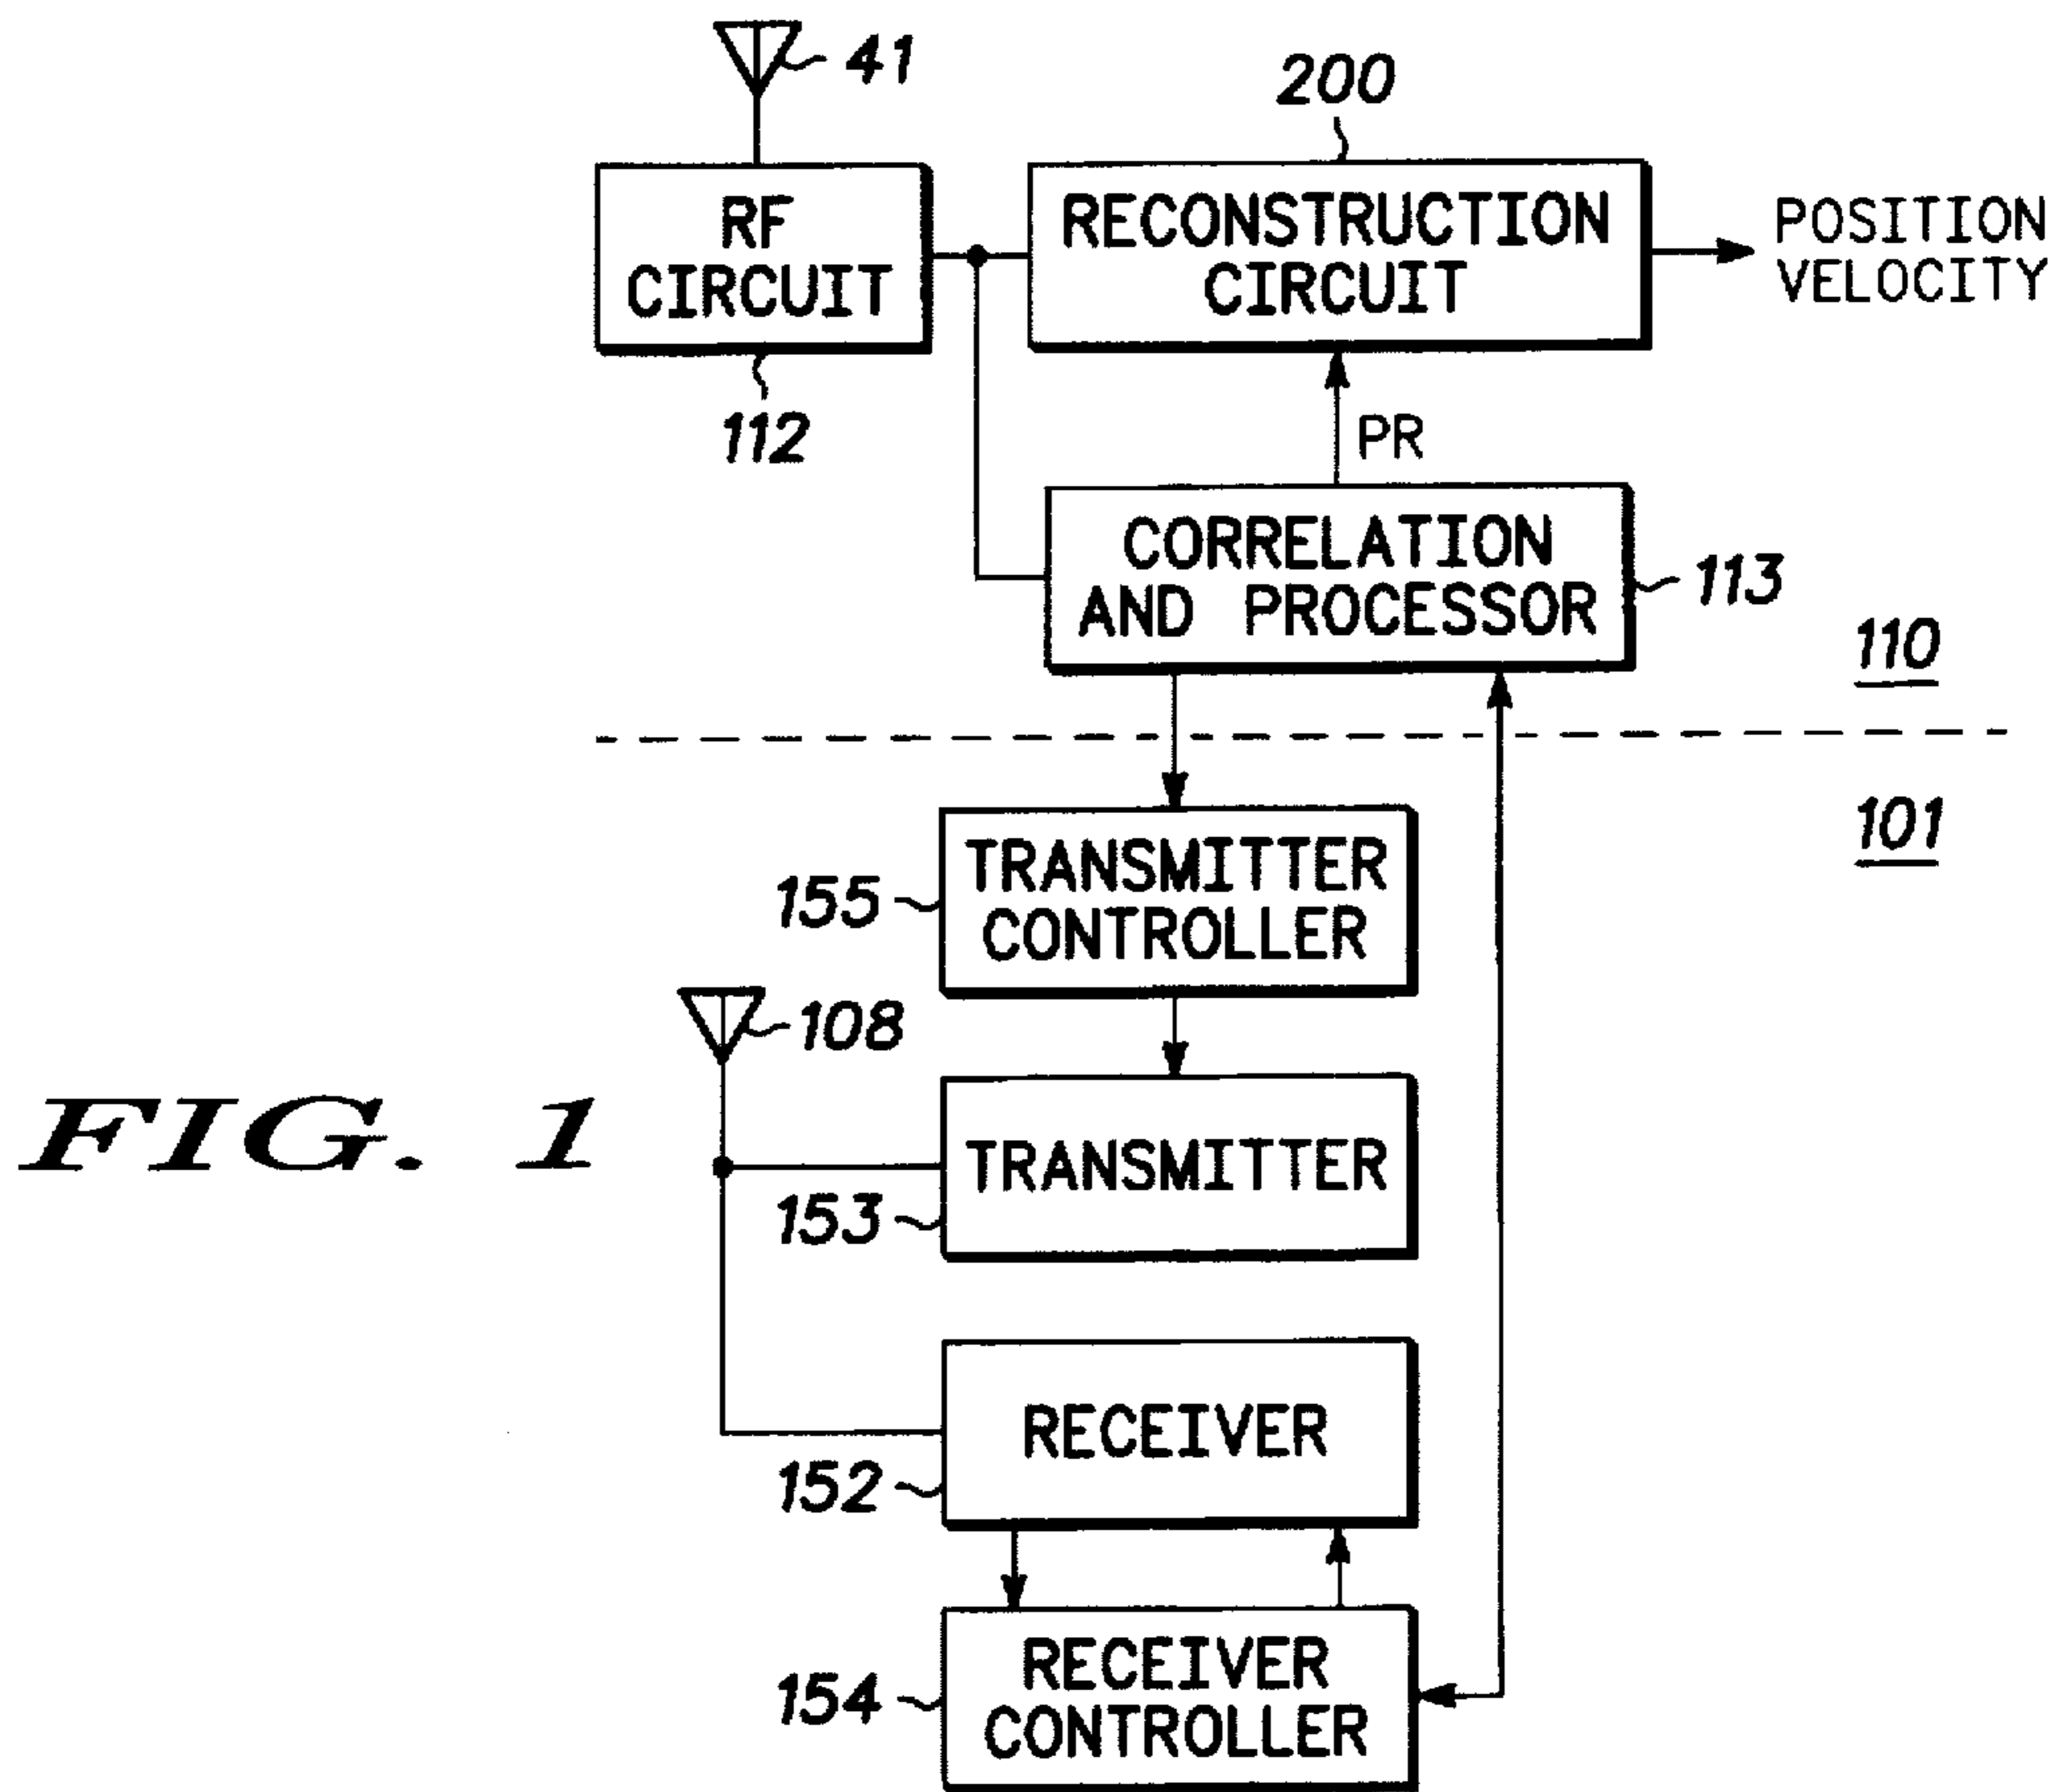 41
200
RF
CIRCUIT
RECONSTRUCTION
CIRCUIT
POSITION
VELOCITY
112
PR
CORRELATION
AND PROCESSOR
113
110
101
TRANSMITTER
CONTROLLER
155
108
FIG. 1
TRANSMITTER
153
RECEIVER
152
RECEIVER
CONTROLLER
154